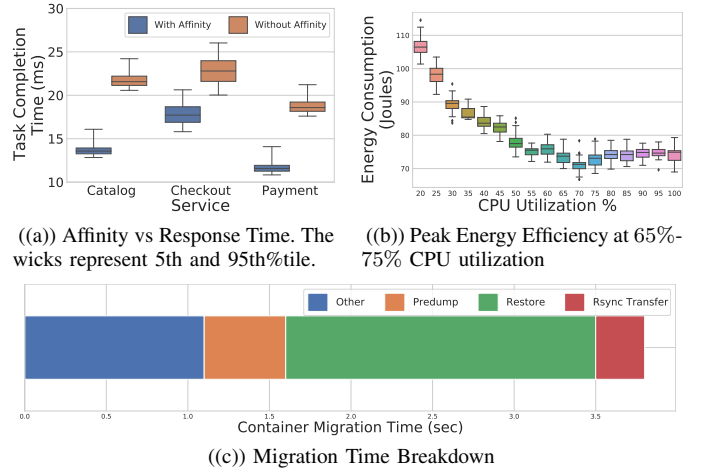 30
25
20
15
10
Task Completion
Time (ms)
With Affinity
Without Affinity
Catalog
Checkout
Payment
Service
110
100
90
80
70
Energy Consumption
(Joules)
20 25 30 35 40 45 50 55 60 65 70 75 80 85 90 95 100
CPU Utilization %
((a)) Affinity vs Response Time. The
wicks represent 5th and 95th%tile.
((b)) Peak Energy Efficiency at 65%-
75% CPU utilization
Other
Predump
Restore
Rsync Transfer
0.0 0.5 1.0 1.5 2.0 2.5 3.0 3.5
Container Migration Time (sec)
((c)) Migration Time Breakdown